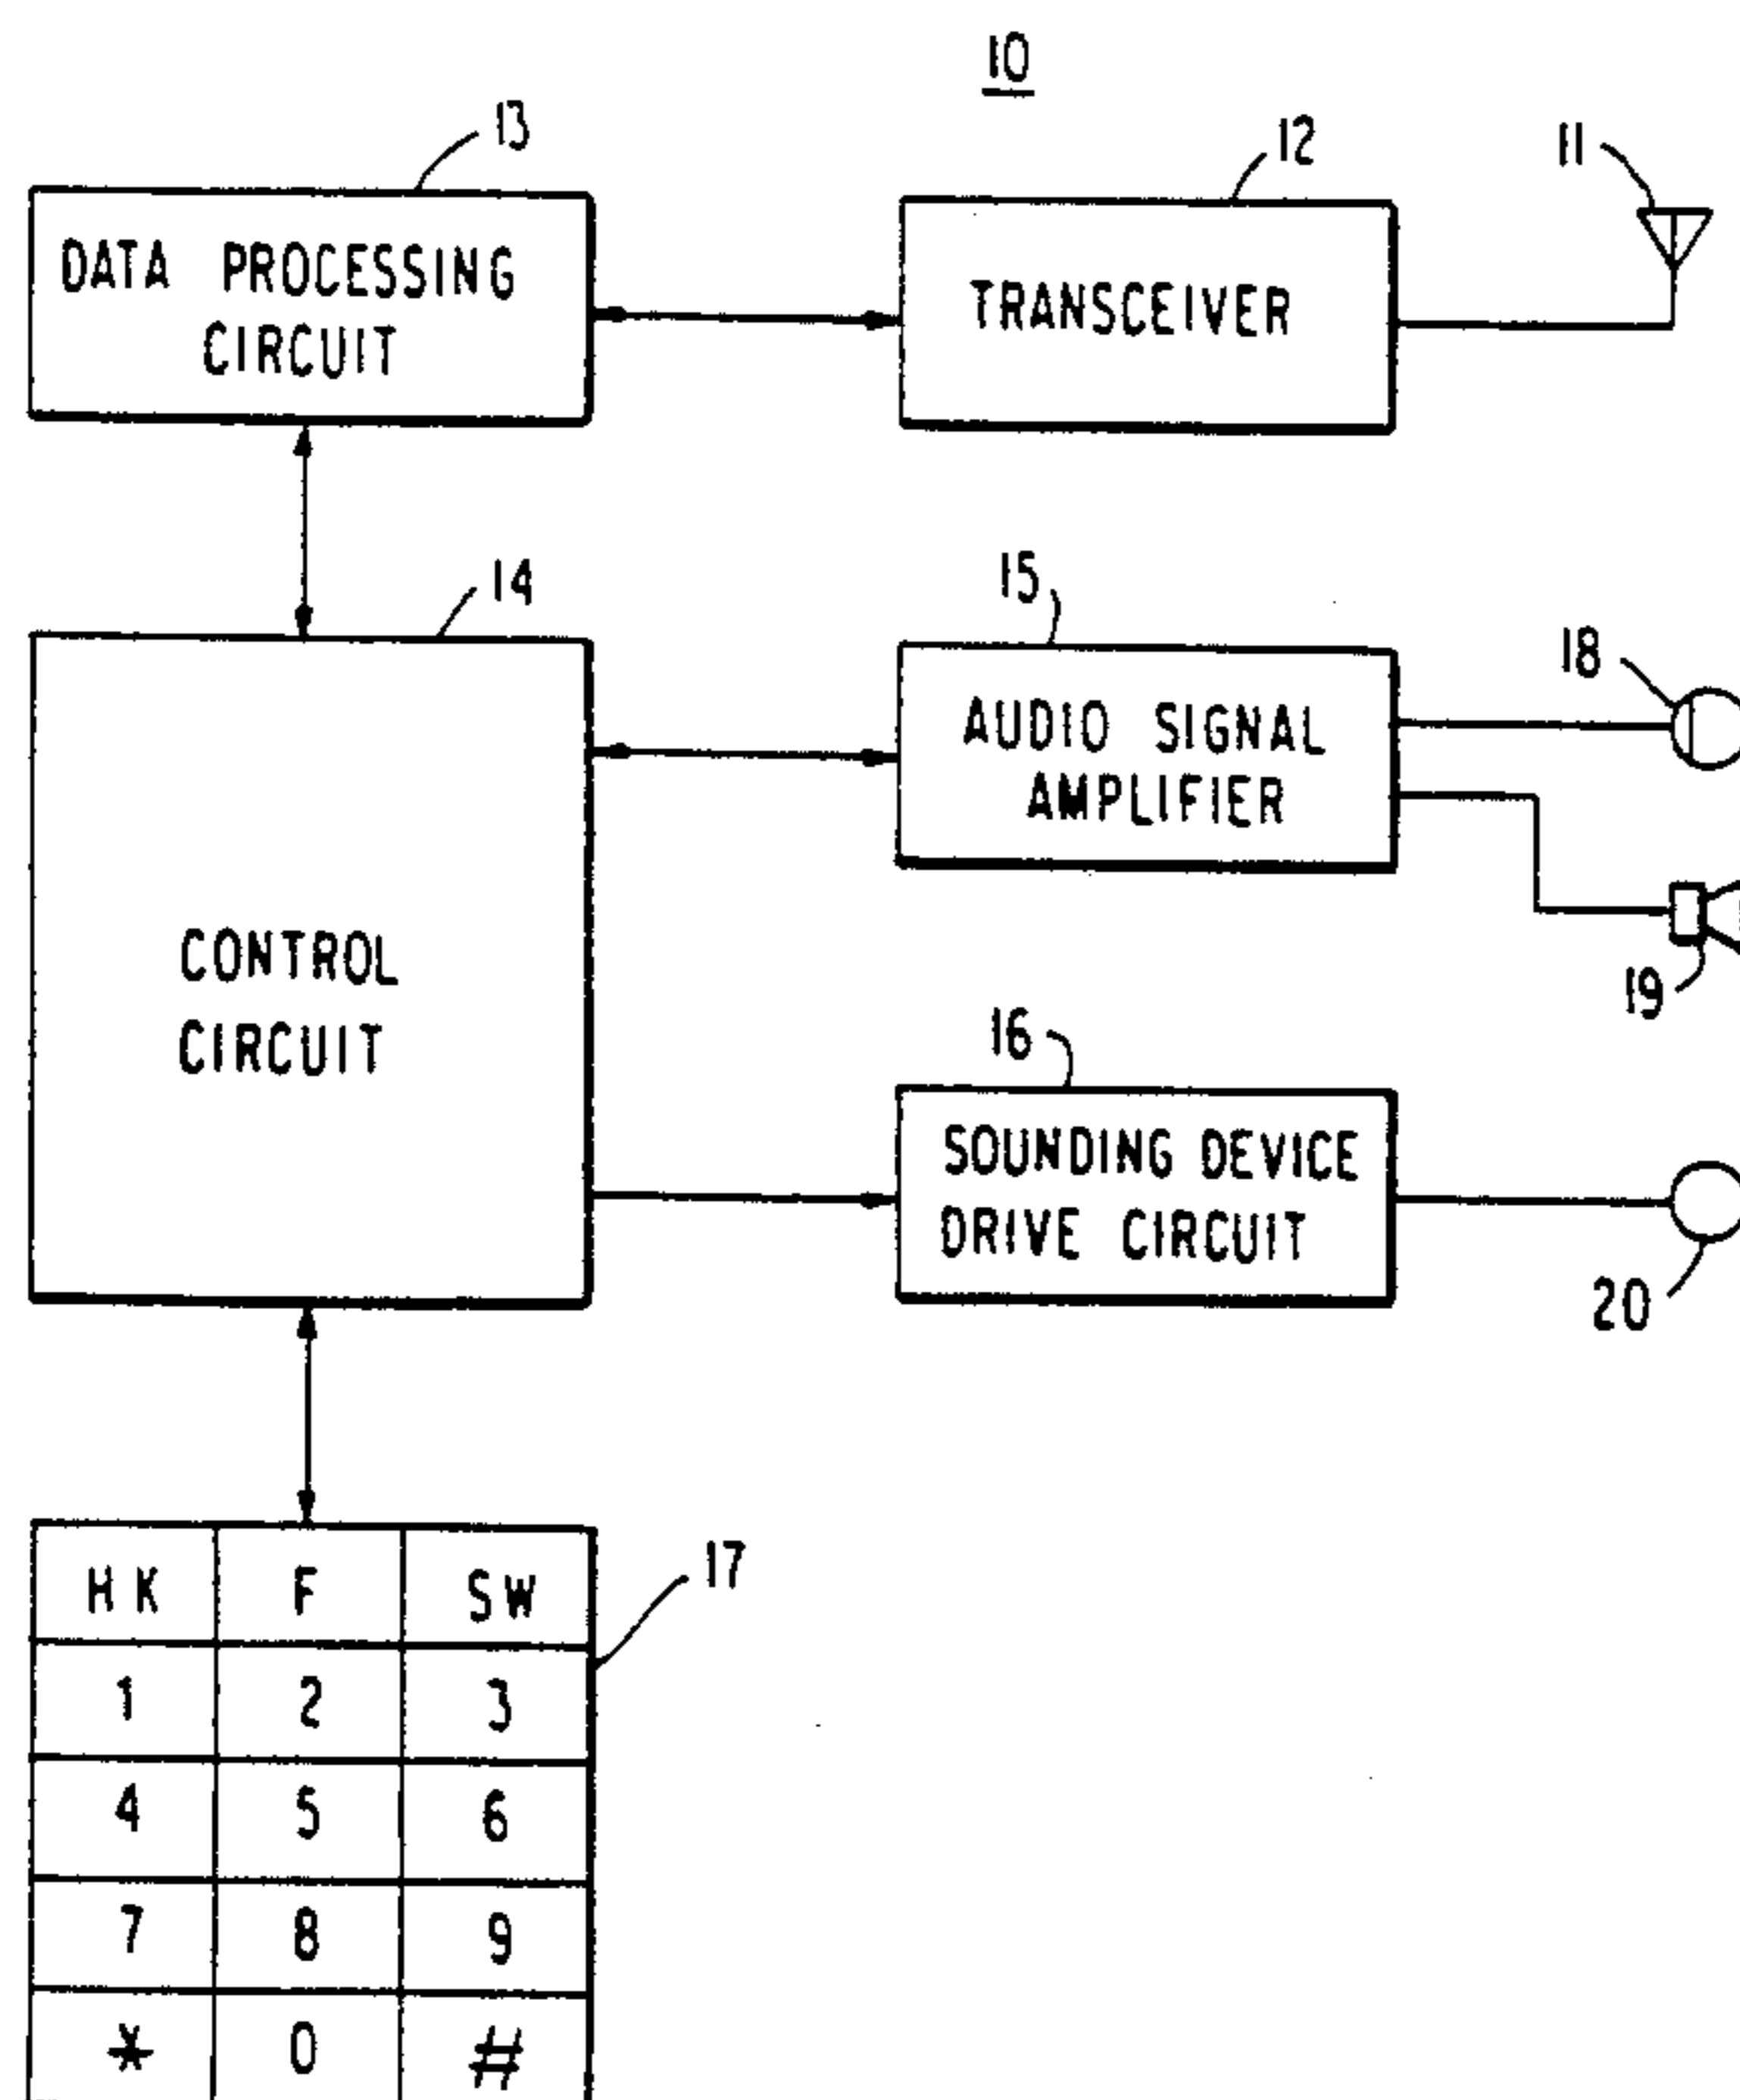 10
13
12
11
DATA PROCESSING
CIRCUIT
TRANSCEIVER
14
15
18
AUDIO SIGNAL
AMPLIFIER
CONTROL
CIRCUIT
19
16
SOUNDING DEVICE
DRIVE CIRCUIT
20
17
HK F SW
1 2 3
4 5 6
7 8 9
* 0 #